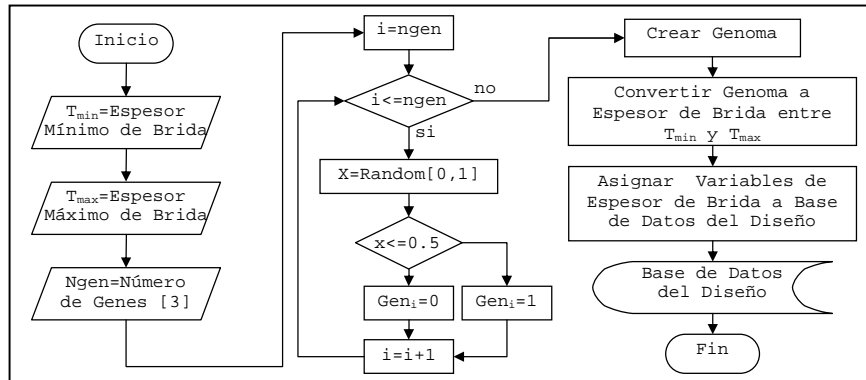 Inicio
T_min=Espesor
Mínimo de Brida
T_max=Espesor
Máximo de Brida
Ngen=Número
de Genes [3]
i=ngen
i<=ngen
no
si
X=Random[0,1]
x<=0.5
Gen_i=0
Gen_i=1
i=i+1
Crear Genoma
Convertir Genoma a
Espesor de Brida entre
T_min y T_max
Asignar Variables de
Espesor de Brida a Base
de Datos del Diseño
Base de Datos
del Diseño
Fin